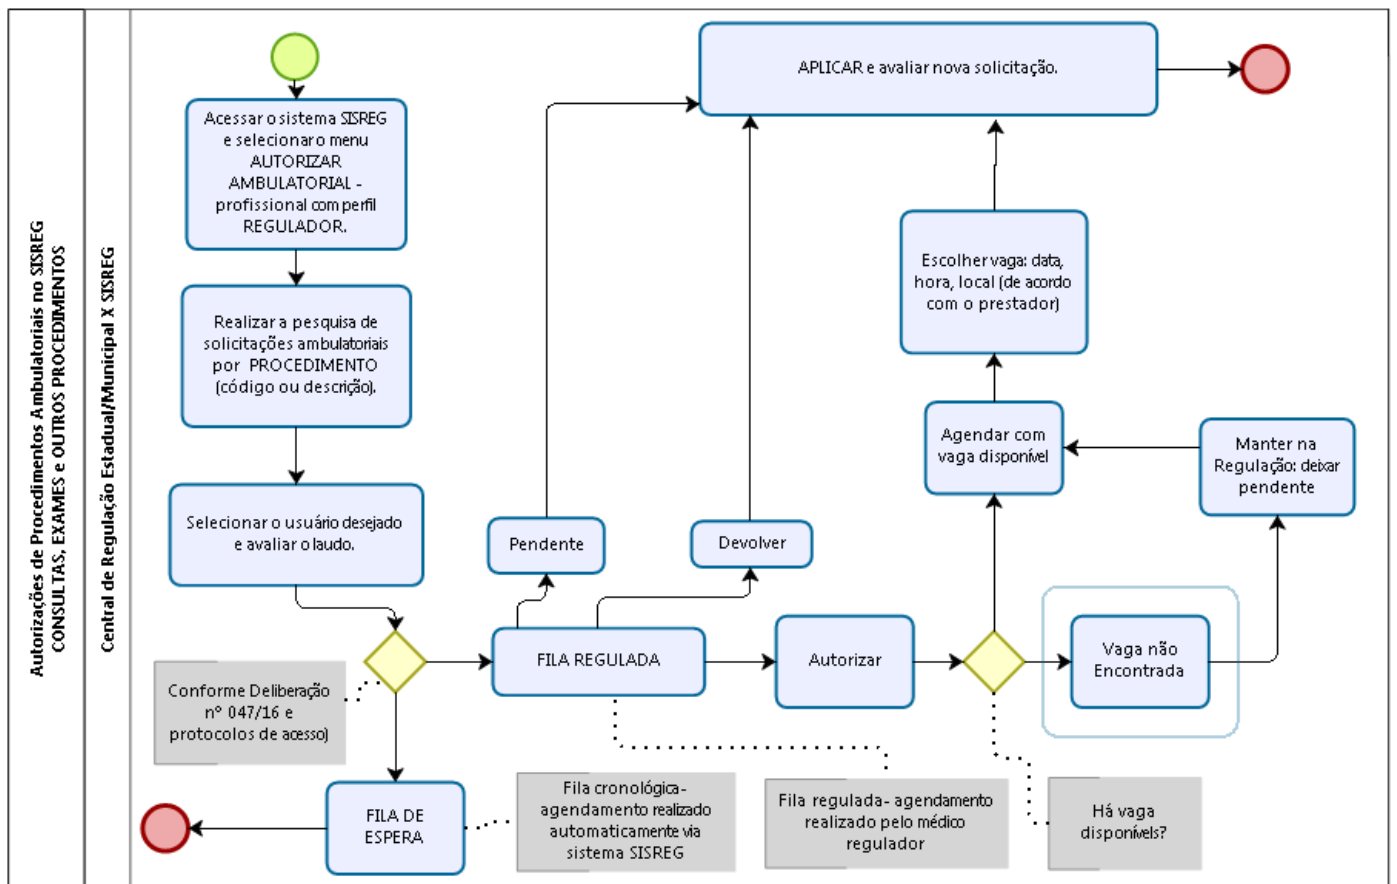 Autorizações de Procedimentos Ambulatoriais no SISREG
CONSULTAS, EXAMES e OUTROS PROCEDIMENTOS
Central de Regulação Estadual/Municipal X SISREG
Acessar o sistema SISREG
e selecionar o menu
AUTORIZAR
AMBULATORIAL -
profissional com perfil
REGULADOR.
Realizar a pesquisa de
solicitações ambulatoriais
por PROCEDIMENTO
(código ou descrição).
Selecionar o usuário desejado
e avaliar o laudo.
Conforme Deliberação
nº 047/16 e
protocolos de acesso)
FILA DE
ESPERA
Fila cronológica-
agendamento realizado
automaticamente via
sistema SISREG
FILA REGULADA
Pendente
Devolver
Fila regulada- agendamento
realizado pelo médico
regulador
Autorizar
Há vaga
disponíveis?
Vaga não
Encontrada
Manter na
Regulação: deixar
pendente
Agendar com
vaga disponível
Escolher vaga: data,
hora, local (de acordo
com o prestador)
APLICAR e avaliar nova solicitação.